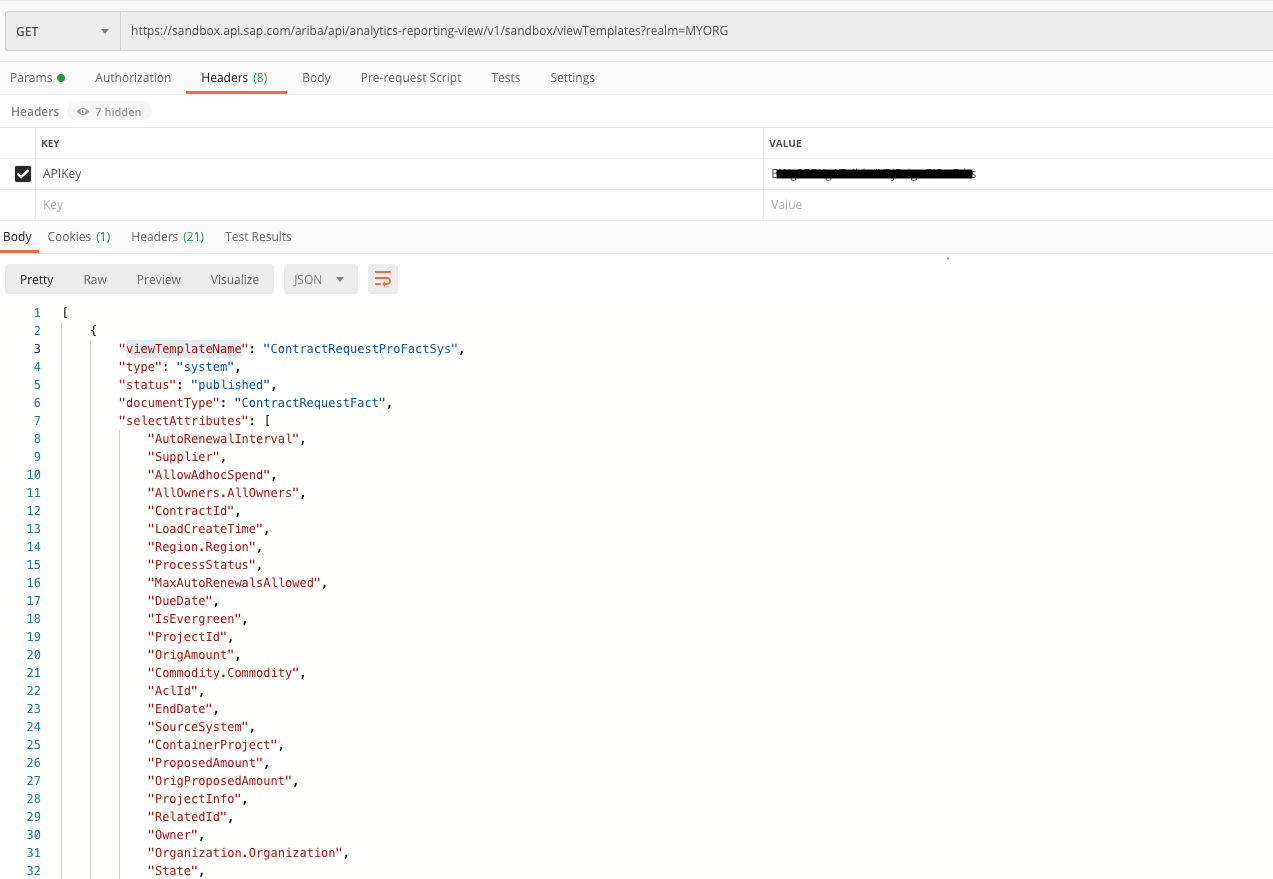 GET https://sandbox.api.sap.com/ariba/api/analytics-reporting-view/v1/sandbox/viewTemplates?realm=MYORG
Params Authorization Headers (8) Body Pre-request Script Tests Settings
Headers 7 hidden
KEY VALUE
APIKey
Key Value
Body Cookies (1) Headers (21) Test Results
Pretty Raw Preview Visualize JSON
1 [
2 {
3 "viewTemplateName": "ContractRequestProFactSys",
4 "type": "system",
5 "status": "published",
6 "documentType": "ContractRequestFact",
7 "selectAttributes": [
8 "AutoRenewalInterval",
9 "Supplier",
10 "AllowAdhocSpend",
11 "AllOwners.AllOwners",
12 "ContractId",
13 "LoadCreateTime",
14 "Region.Region",
15 "ProcessStatus",
16 "MaxAutoRenewalsAllowed",
17 "DueDate",
18 "IsEvergreen",
19 "ProjectId",
20 "OrigAmount",
21 "Commodity.Commodity",
22 "AclId",
23 "EndDate",
24 "SourceSystem",
25 "ContainerProject",
26 "ProposedAmount",
27 "OrigProposedAmount",
28 "ProjectInfo",
29 "RelatedId",
30 "Owner",
31 "Organization.Organization",
32 "State",